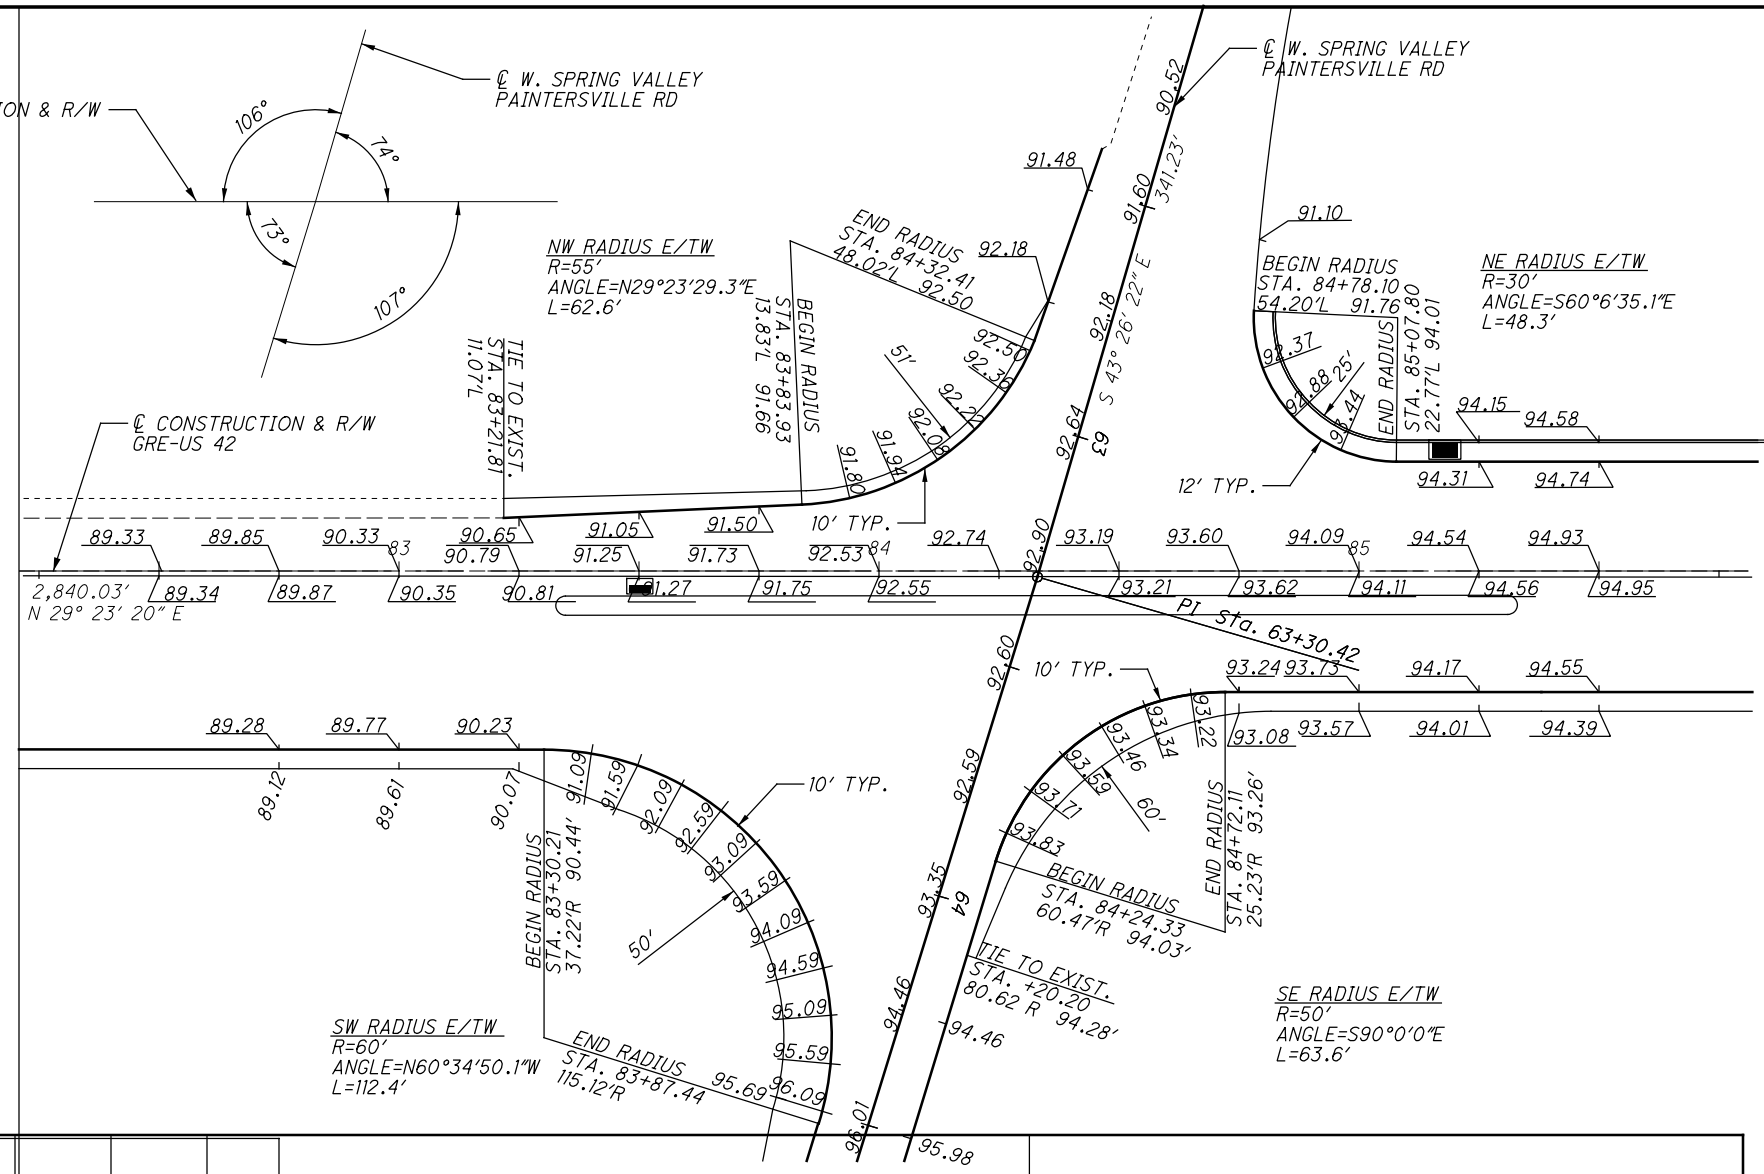 ℄ W. SPRING VALLEY
PAINTERSVILLE RD
ION & R/W
106°
74°
73°
107°
℄ W. SPRING VALLEY
PAINTERSVILLE RD
90.52
91.60
341.23'
92.18
S 43° 26' 22" E
92.64
63
92.90
91.48
92.18
END RADIUS
STA. 84+32.41
48.02'L 92.50
NW RADIUS E/TW
R=55'
ANGLE=N29°23'29.3"E
L=62.6'
BEGIN RADIUS
STA. 83+83.93
13.83'L 91.66
TIE TO EXIST.
STA. 83+21.81
11.07'L
51'
92.50
92.36
92.22
92.08
91.94
91.80
10' TYP.
91.10
BEGIN RADIUS
STA. 84+78.10
54.20'L 91.76
NE RADIUS E/TW
R=30'
ANGLE=S60°6'35.1"E
L=48.3'
END RADIUS
STA. 85+07.80
22.77'L 94.01
92.37
92.88
93.44
25'
12' TYP.
94.15
94.58
94.31
94.74
℄ CONSTRUCTION & R/W
GRE-US 42
90.65
91.05
91.50
89.33
89.85
90.33
83
90.79
91.25
91.73
92.53
84
92.74
93.19
93.60
94.09
85
94.54
94.93
2,840.03'
N 29° 23' 20" E
89.34
89.87
90.35
90.81
91.27
91.75
92.55
93.21
93.62
94.11
94.56
94.95
PI Sta. 63+30.42
92.60
10' TYP.
93.24
93.73
94.17
94.55
93.08
93.57
94.01
94.39
89.28
89.77
90.23
89.12
89.61
90.07
91.09
91.59
92.09
92.59
93.09
93.59
94.09
94.59
95.09
95.59
96.09
10' TYP.
50'
BEGIN RADIUS
STA. 83+30.21
37.22'R 90.44'
92.59
93.35
64
94.46
96.01
93.22
93.34
93.46
93.59
93.71
93.83
60'
END RADIUS
STA. 84+72.11
25.23'R 93.26'
BEGIN RADIUS
STA. 84+24.33
60.47'R 94.03'
TIE TO EXIST.
STA. +20.20
80.62 R 94.28'
94.46
SE RADIUS E/TW
R=50'
ANGLE=S90°0'0"E
L=63.6'
SW RADIUS E/TW
R=60'
ANGLE=N60°34'50.1"W
L=112.4'
END RADIUS
STA. 83+87.44 95.69
115.12'R
95.98